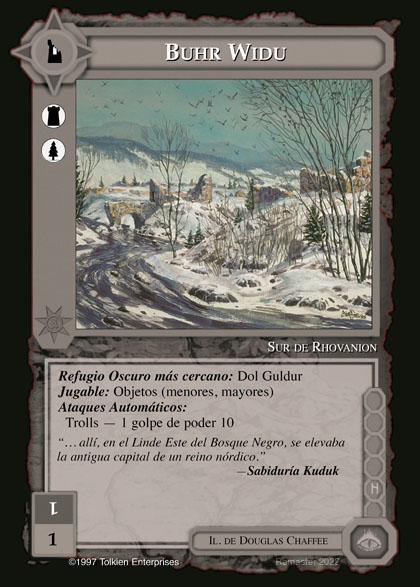 Buhr Widu
Sur de Rhovanion
Refugio Oscuro más cercano: Dol Guldur
Jugable: Objetos (menores, mayores)
Ataques Automáticos:
Trolls — 1 golpe de poder 10
“… allí, en el Linde Este del Bosque Negro, se elevaba
la antigua capital de un reino nórdico.”
—Sabiduría Kuduk
H
1
1
Il. de Douglas Chaffee
©1997 Tolkien Enterprises
Remaster 2022